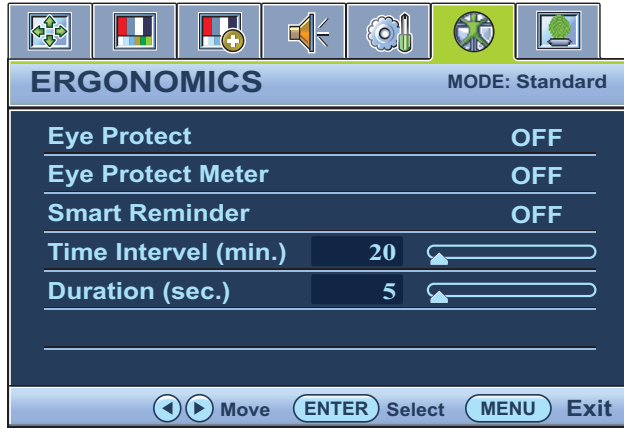 ERGONOMICS MODE: Standard
Eye Protect OFF
Eye Protect Meter OFF
Smart Reminder OFF
Time Intervel (min.) 20
Duration (sec.) 5
Move ENTER Select MENU Exit